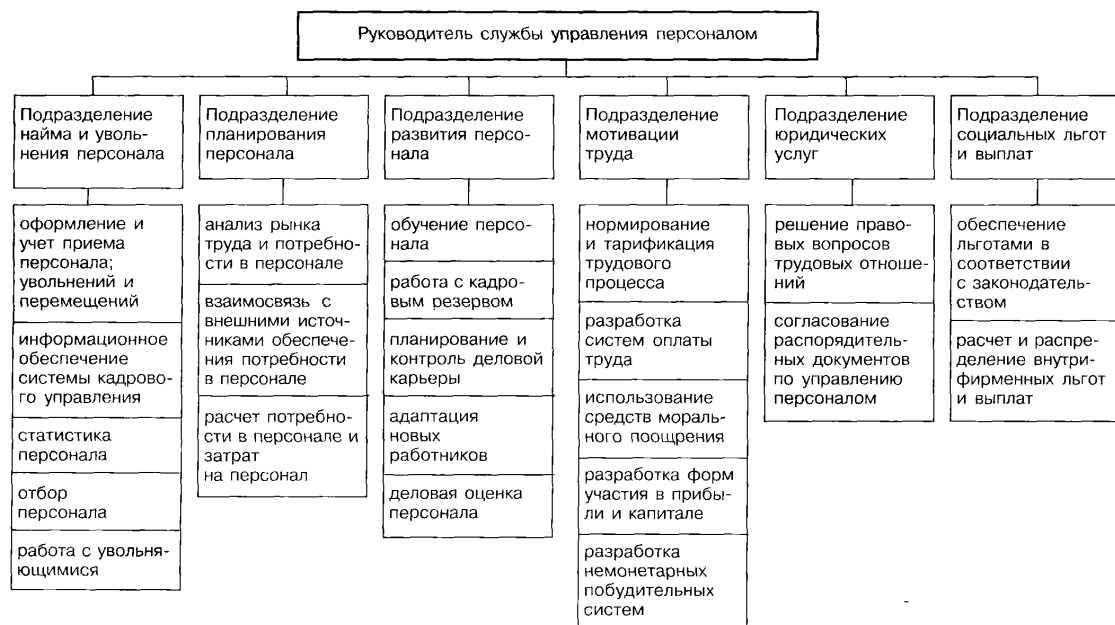 Руководитель службы управления персоналом
Подразделение
найма и уволь-
нения персонала
оформление и
учет приема
персонала;
увольнений и
перемещений
информационное
обеспечение
системы кадрово-
го управления
статистика
персонала
отбор
персонала
работа с увольня-
ющимися
Подразделение
планирования
персонала
анализ рынка
труда и потребно-
сти в персонале
взаимосвязь с
внешними источ-
никами обеспече-
ния потребности
в персонале
расчет потребно-
сти в персонале и
затрат
на персонал
Подразделение
развития персо-
нала
обучение персо-
нала
работа с кадро-
вым резервом
планирование и
контроль деловой
карьеры
адаптация
новых
работников
деловая оценка
персонала
Подразделение
мотивации
труда
нормирование
и тарификация
трудового
процесса
разработка
систем оплаты
труда
использование
средств мораль-
ного поощрения
разработка форм
участия в прибы-
ли и капитале
разработка
немонетарных
побудительных
систем
Подразделение
юридических
услуг
решение право-
вых вопросов
трудовых отноше-
ний
согласование
распорядитель-
ных документов
по управлению
персоналом
Подразделение
социальных льгот
и выплат
обеспечение
льготами в
соответствии
с законодатель-
ством
расчет и распре-
деление внутри-
фирменных льгот
и выплат